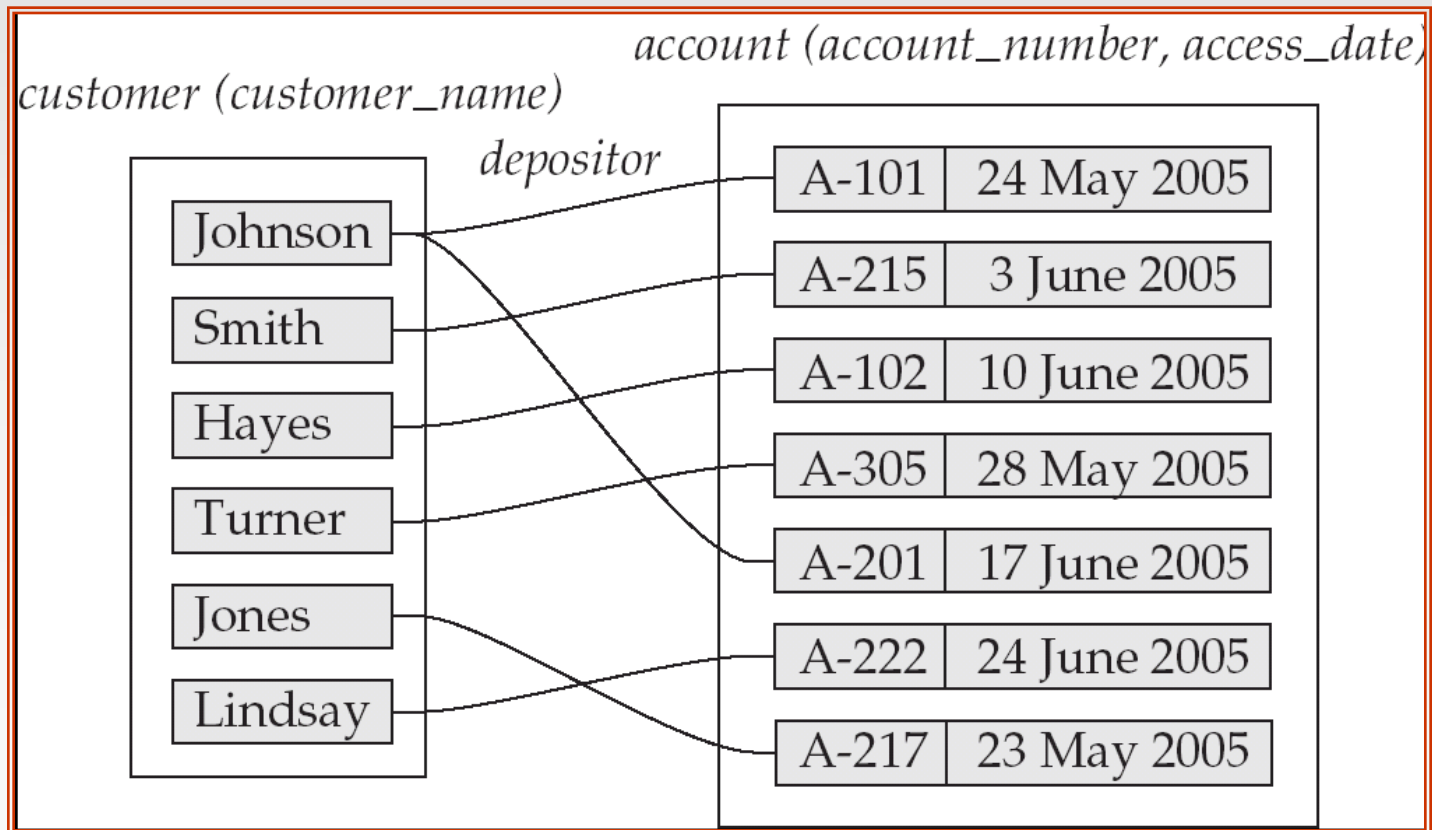 account (account_number, access_date)
customer (customer_name)
depositor
Johnson
Smith
Hayes
Turner
Jones
Lindsay
A-101 24 May 2005
A-215 3 June 2005
A-102 10 June 2005
A-305 28 May 2005
A-201 17 June 2005
A-222 24 June 2005
A-217 23 May 2005